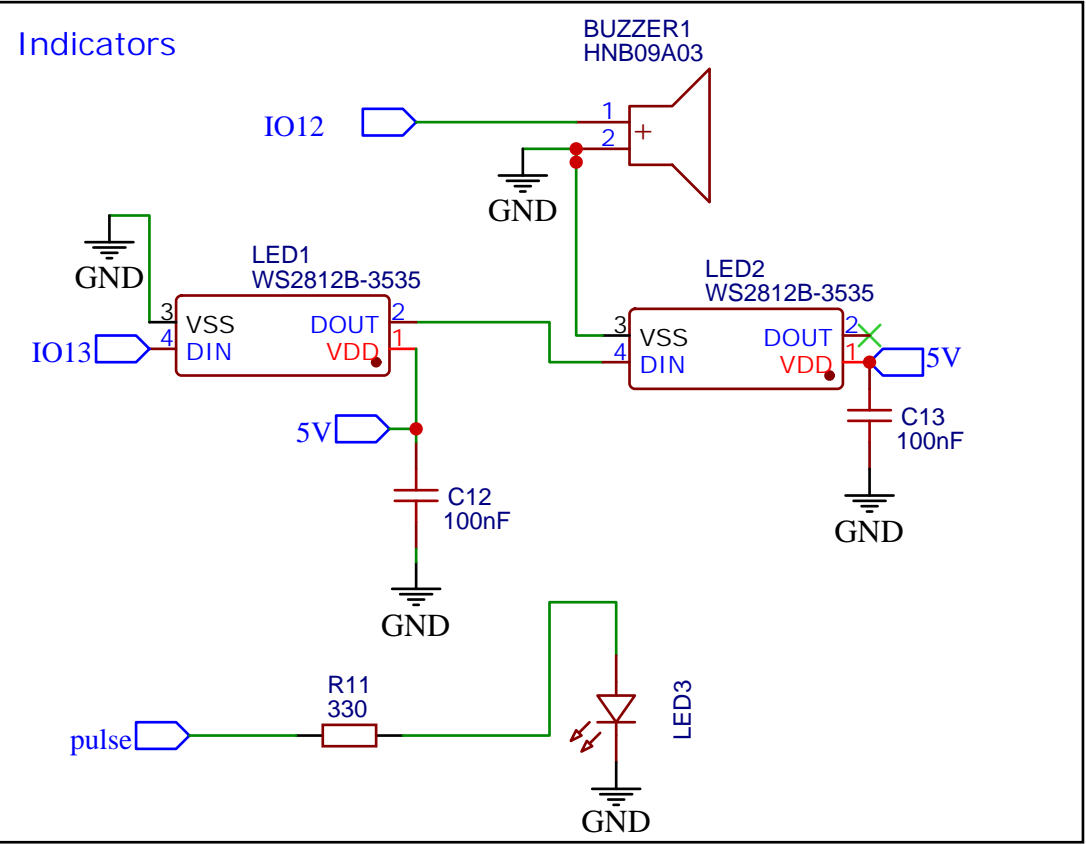 Indicators
BUZZER1
HNB09A03
IO12
1
+
2
GND
GND
LED1
WS2812B-3535
3
VSS
DOUT
2
IO13
4
DIN
VDD
1
LED2
WS2812B-3535
3
VSS
DOUT
2
4
DIN
VDD
1
5V
5V
C13
100nF
C12
100nF
GND
GND
R11
330
LED3
pulse
GND